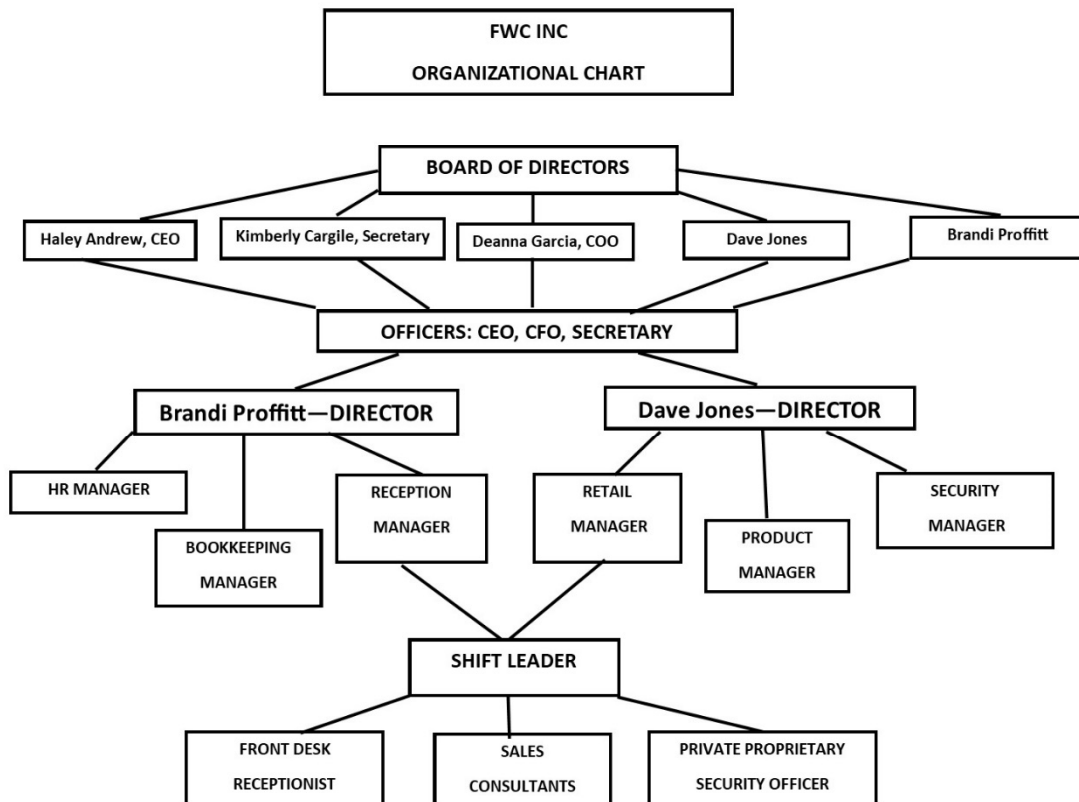 FWC INC
ORGANIZATIONAL CHART
BOARD OF DIRECTORS
Haley Andrew, CEO
Kimberly Cargile, Secretary
Deanna Garcia, COO
Dave Jones
Brandi Proffitt
OFFICERS: CEO, CFO, SECRETARY
Brandi Proffitt—DIRECTOR
Dave Jones—DIRECTOR
HR MANAGER
BOOKKEEPING
MANAGER
RECEPTION
MANAGER
RETAIL
MANAGER
PRODUCT
MANAGER
SECURITY
MANAGER
SHIFT LEADER
FRONT DESK
RECEPTIONIST
SALES
CONSULTANTS
PRIVATE PROPRIETARY
SECURITY OFFICER